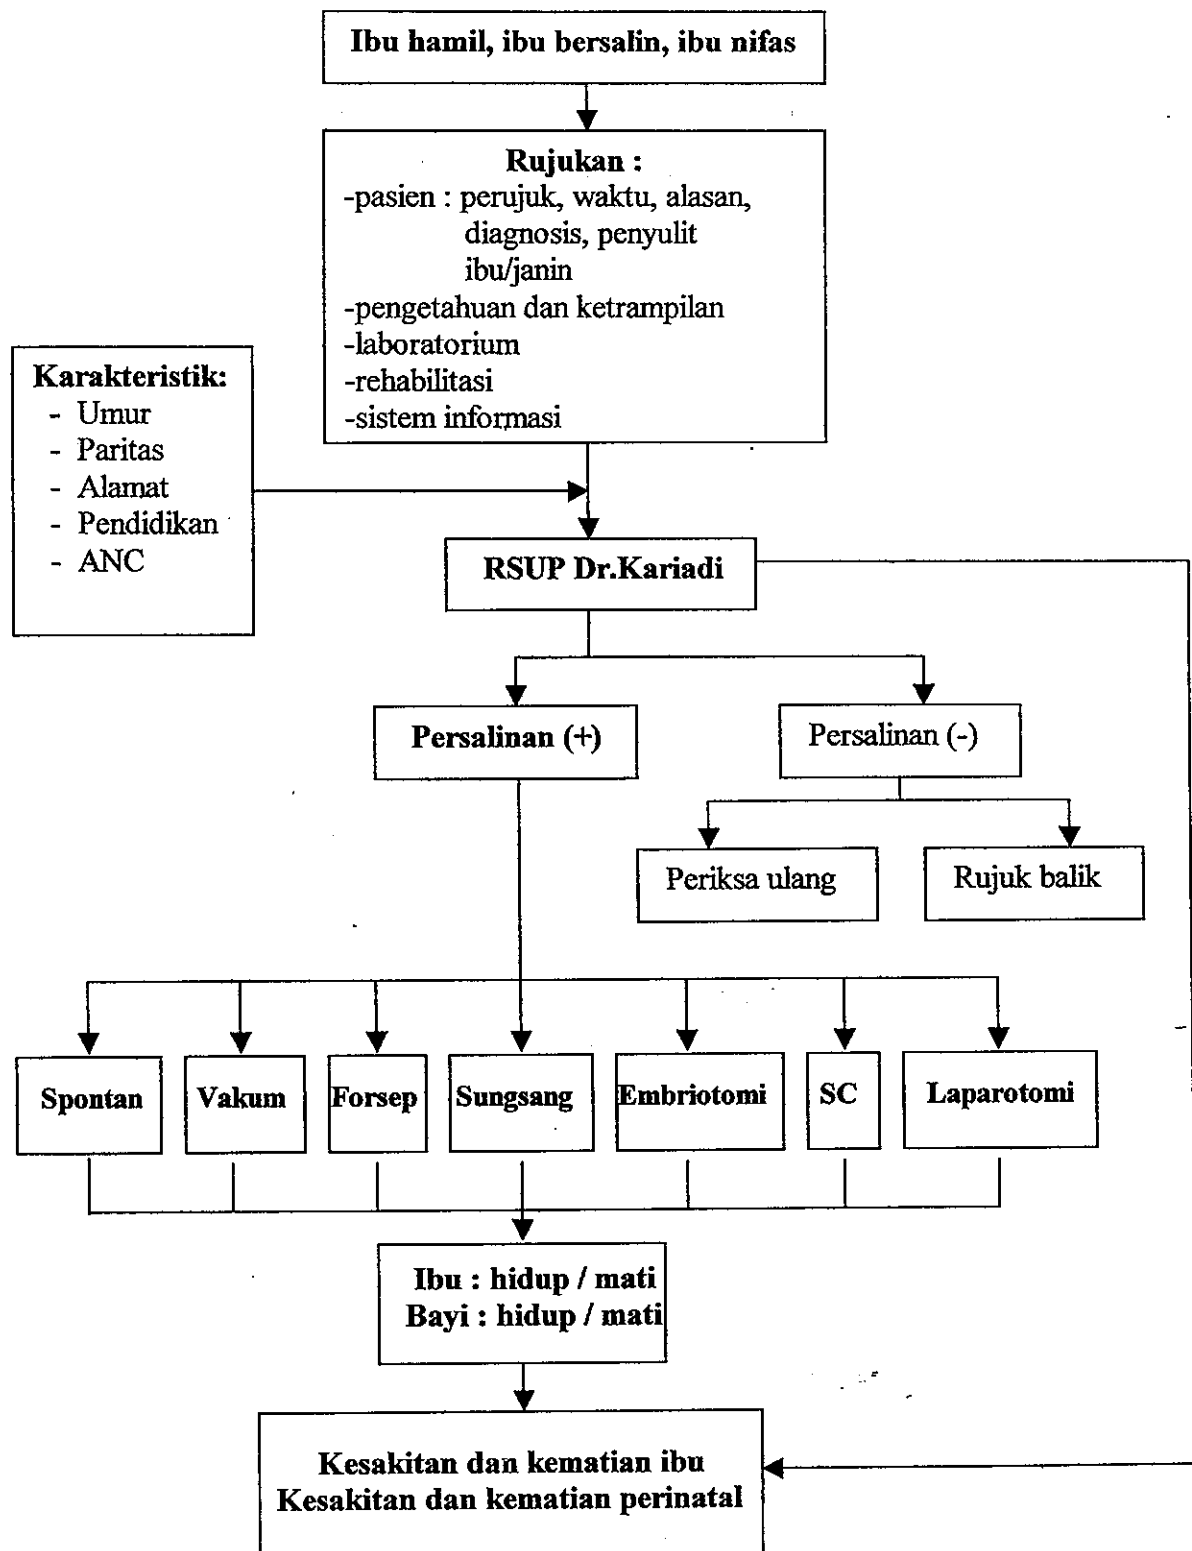 Ibu hamil, ibu bersalin, ibu nifas
Rujukan :
-pasien : perujuk, waktu, alasan,
diagnosis, penyulit
ibu/janin
-pengetahuan dan ketrampilan
-laboratorium
-rehabilitasi
-sistem informasi
Karakteristik:
- Umur
- Paritas
- Alamat
- Pendidikan
- ANC
RSUP Dr.Kariadi
Persalinan (+)
Persalinan (-)
Periksa ulang
Rujuk balik
Spontan
Vakum
Forsep
Sungsang
Embriotomi
SC
Laparotomi
Ibu : hidup / mati
Bayi : hidup / mati
Kesakitan dan kematian ibu
Kesakitan dan kematian perinatal